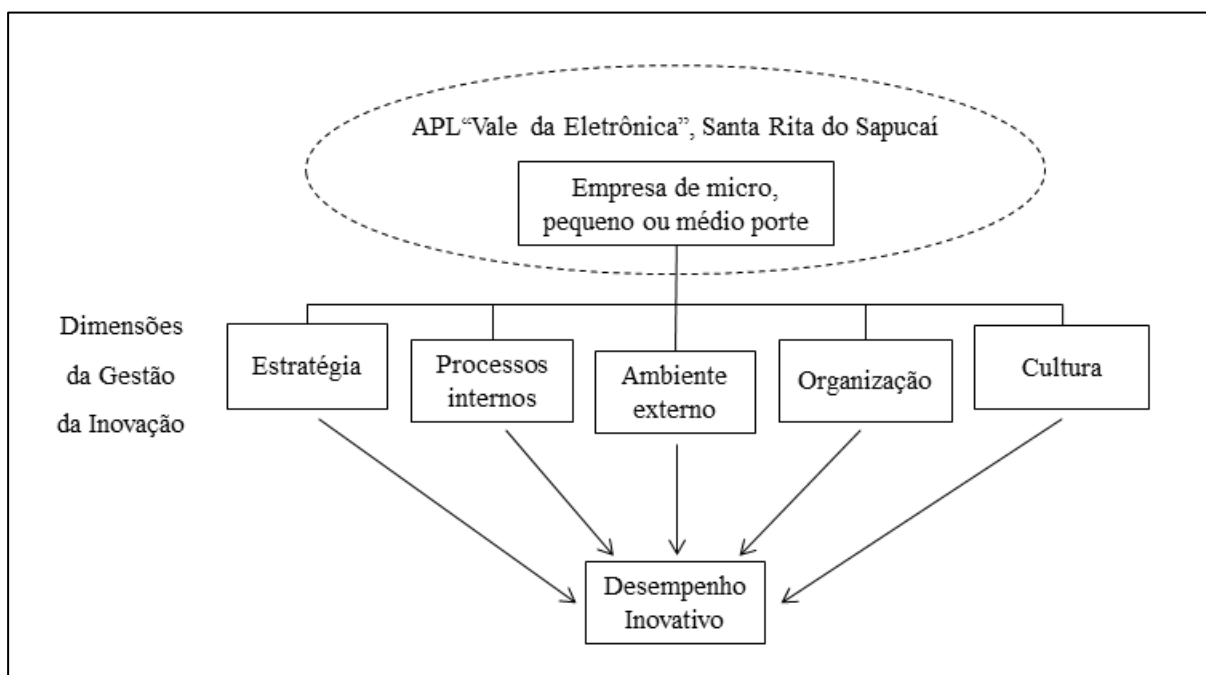 APL“Vale da Eletrônica”, Santa Rita do Sapucaí
Empresa de micro,
pequeno ou médio porte
Dimensões
da Gestão
da Inovação
Estratégia
Processos
internos
Ambiente
externo
Organização
Cultura
Desempenho
Inovativo